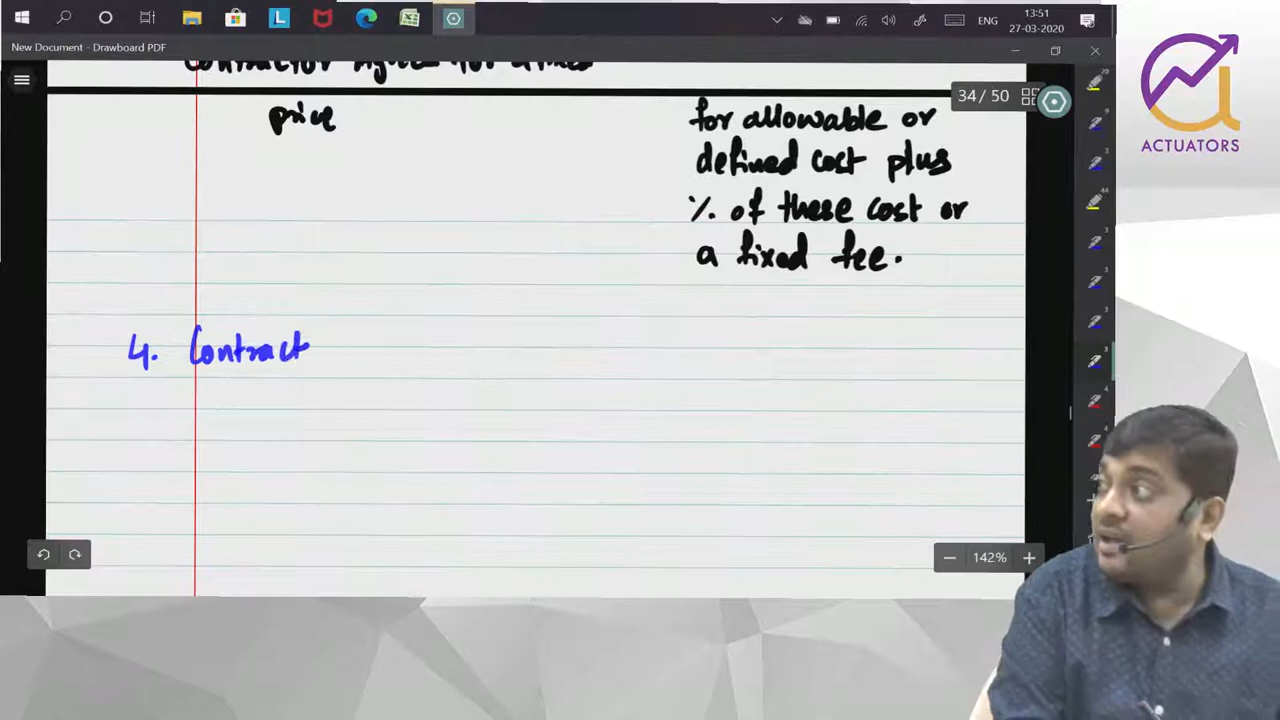 13:51
ENG
27-03-2020
New Document - Drawboard PDF
ACTUATORS
34 / 50
price
for allowable or
defined cost plus
% of these cost or
a fixed fee.
4. Contract
142%